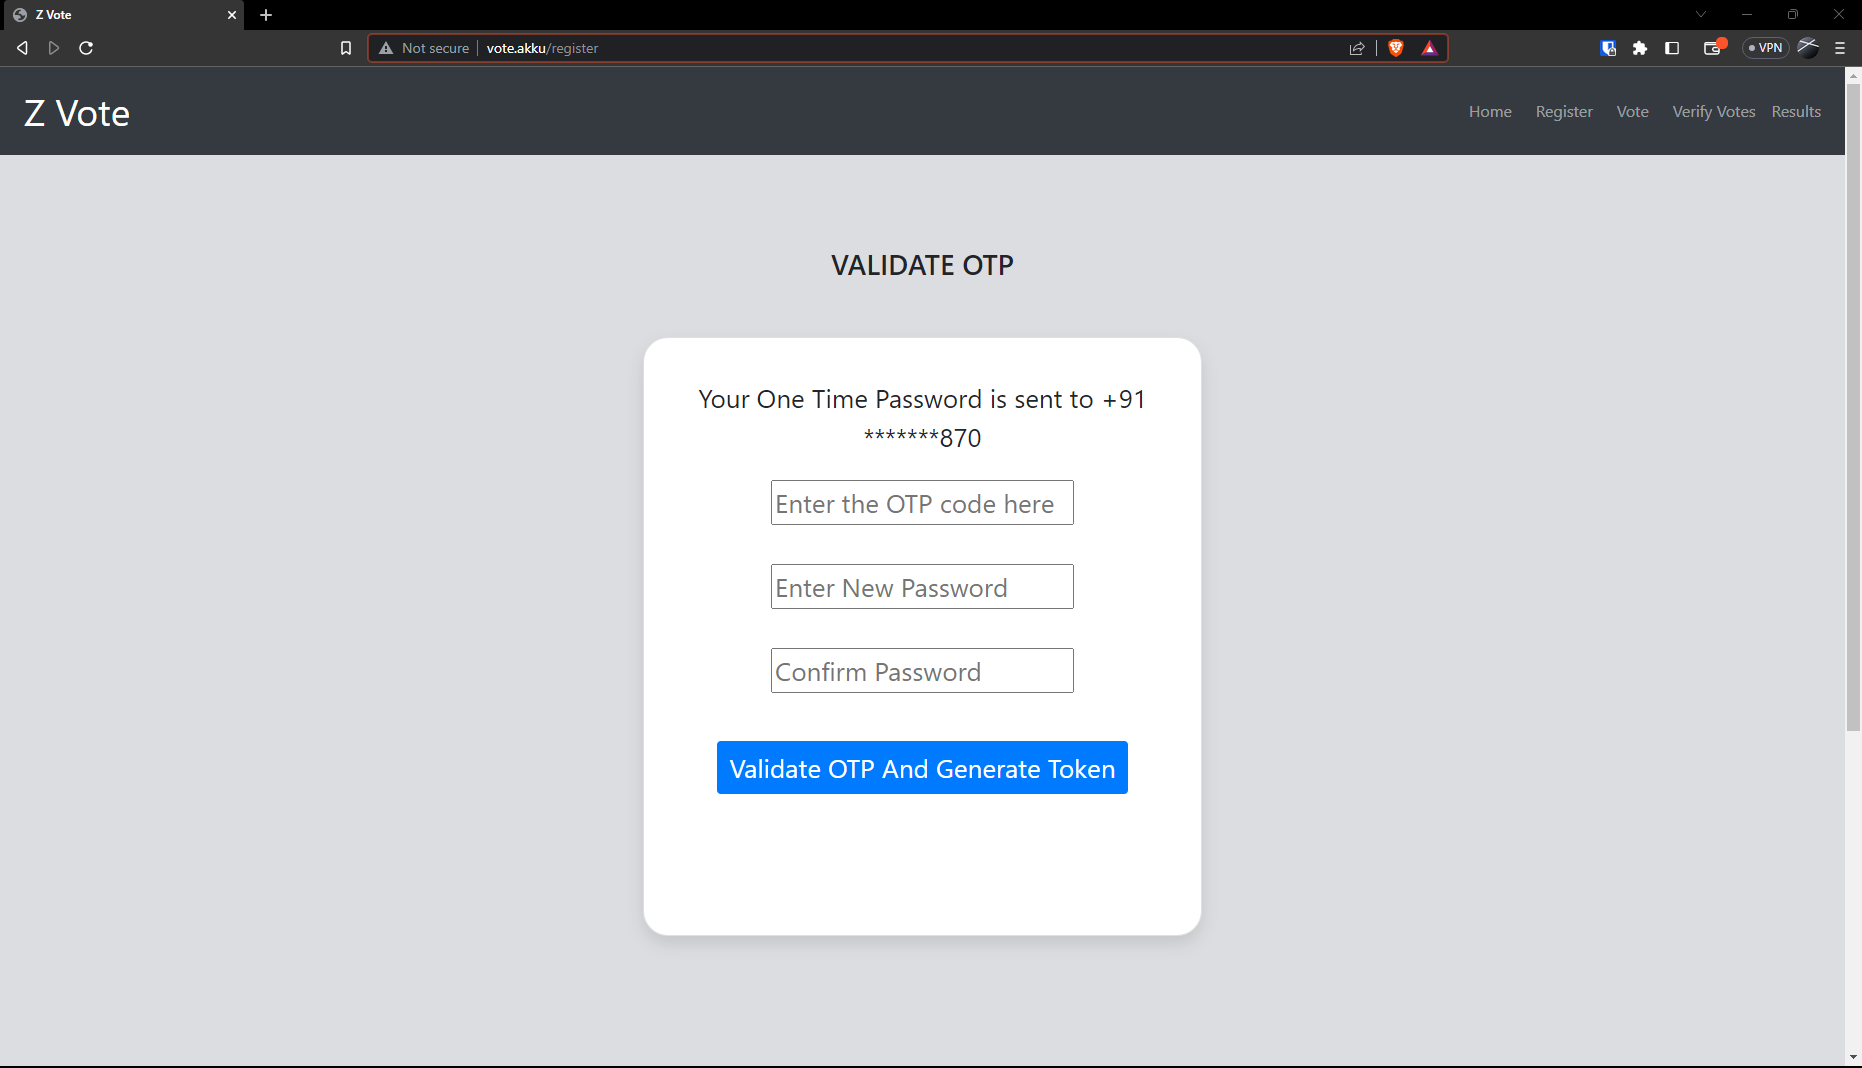 Z Vote
Not secure
vote.akku/register
VPN
Z Vote
Home Register Vote Verify Votes Results
VALIDATE OTP
Your One Time Password is sent to +91
*******870
Enter the OTP code here
Enter New Password
Confirm Password
Validate OTP And Generate Token